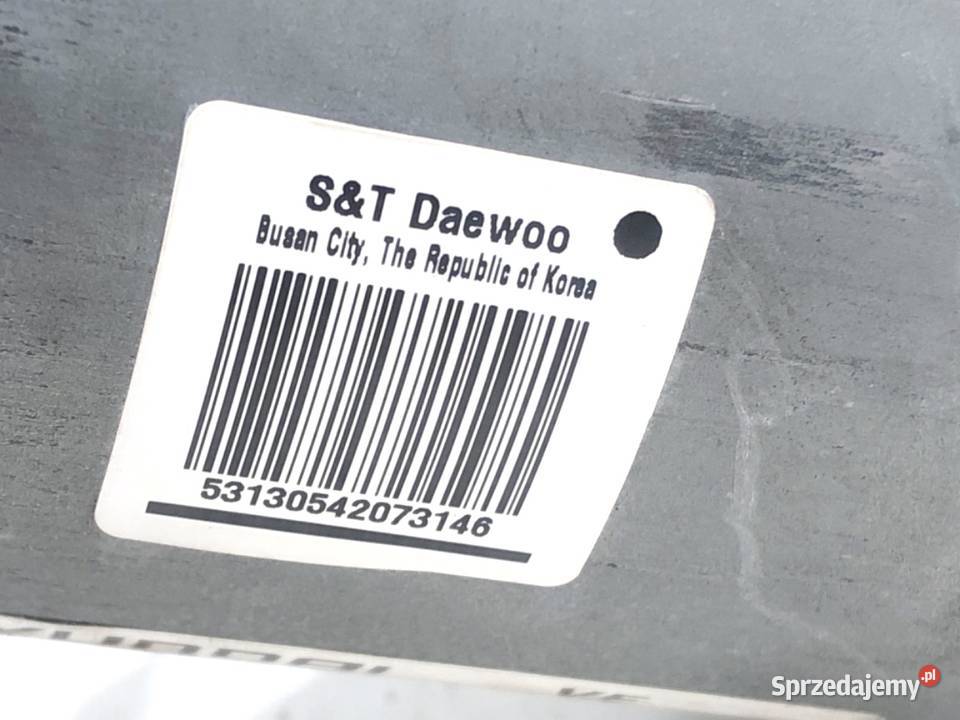 S&T Daewoo
Busan City, The Republic of Korea
53130542073146
Sprzedajemy.pl